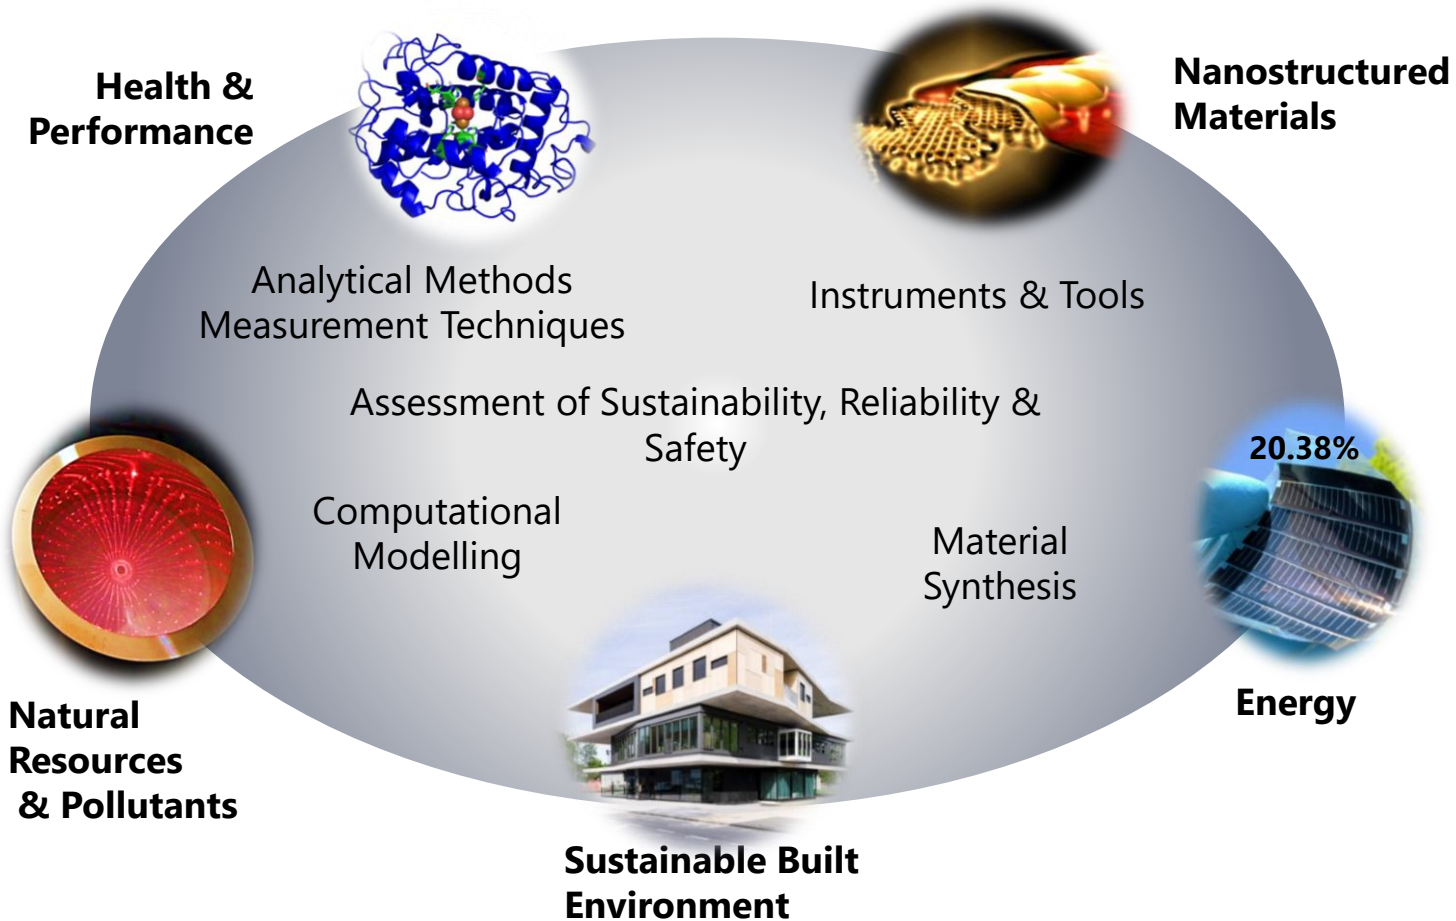 Health &
Performance
Nanostructured
Materials
Analytical Methods
Measurement Techniques
Instruments & Tools
Assessment of Sustainability, Reliability &
Safety
20.38%
Computational
Modelling
Material
Synthesis
Natural
Resources
& Pollutants
Energy
Sustainable Built
Environment